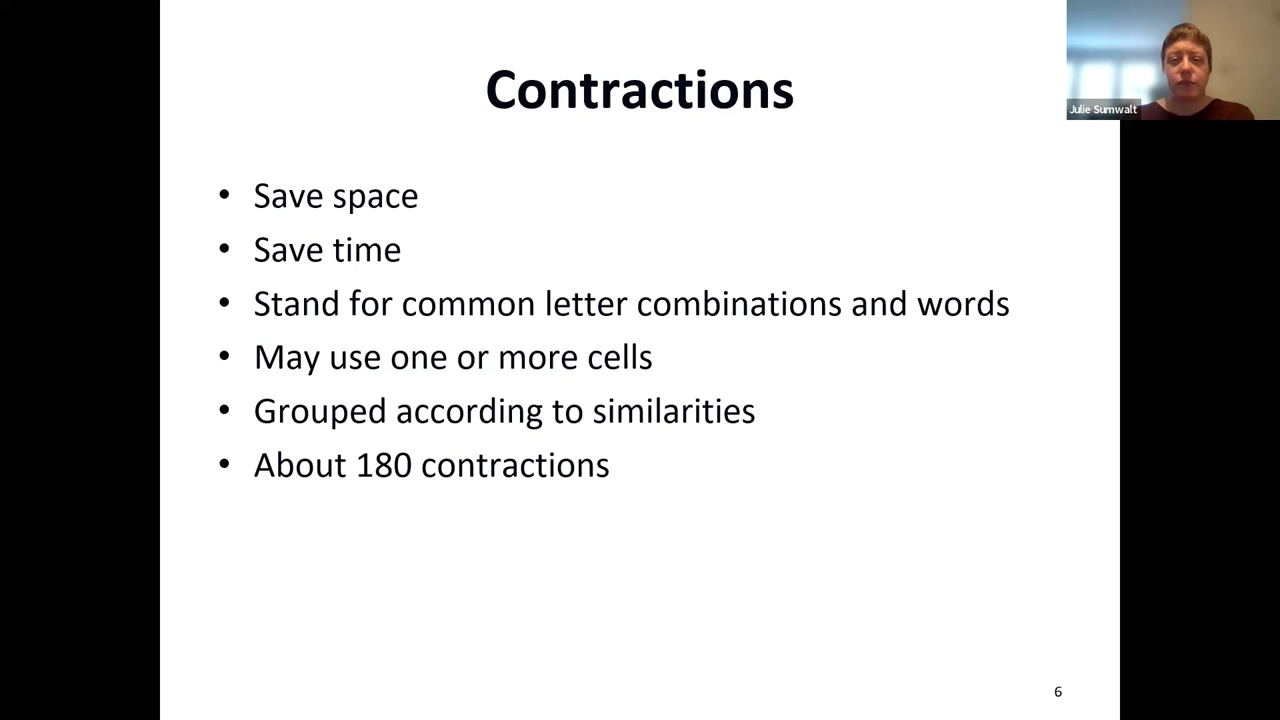 Contractions
Julie Sumwalt
• Save space
• Save time
• Stand for common letter combinations and words
• May use one or more cells
• Grouped according to similarities
• About 180 contractions
6